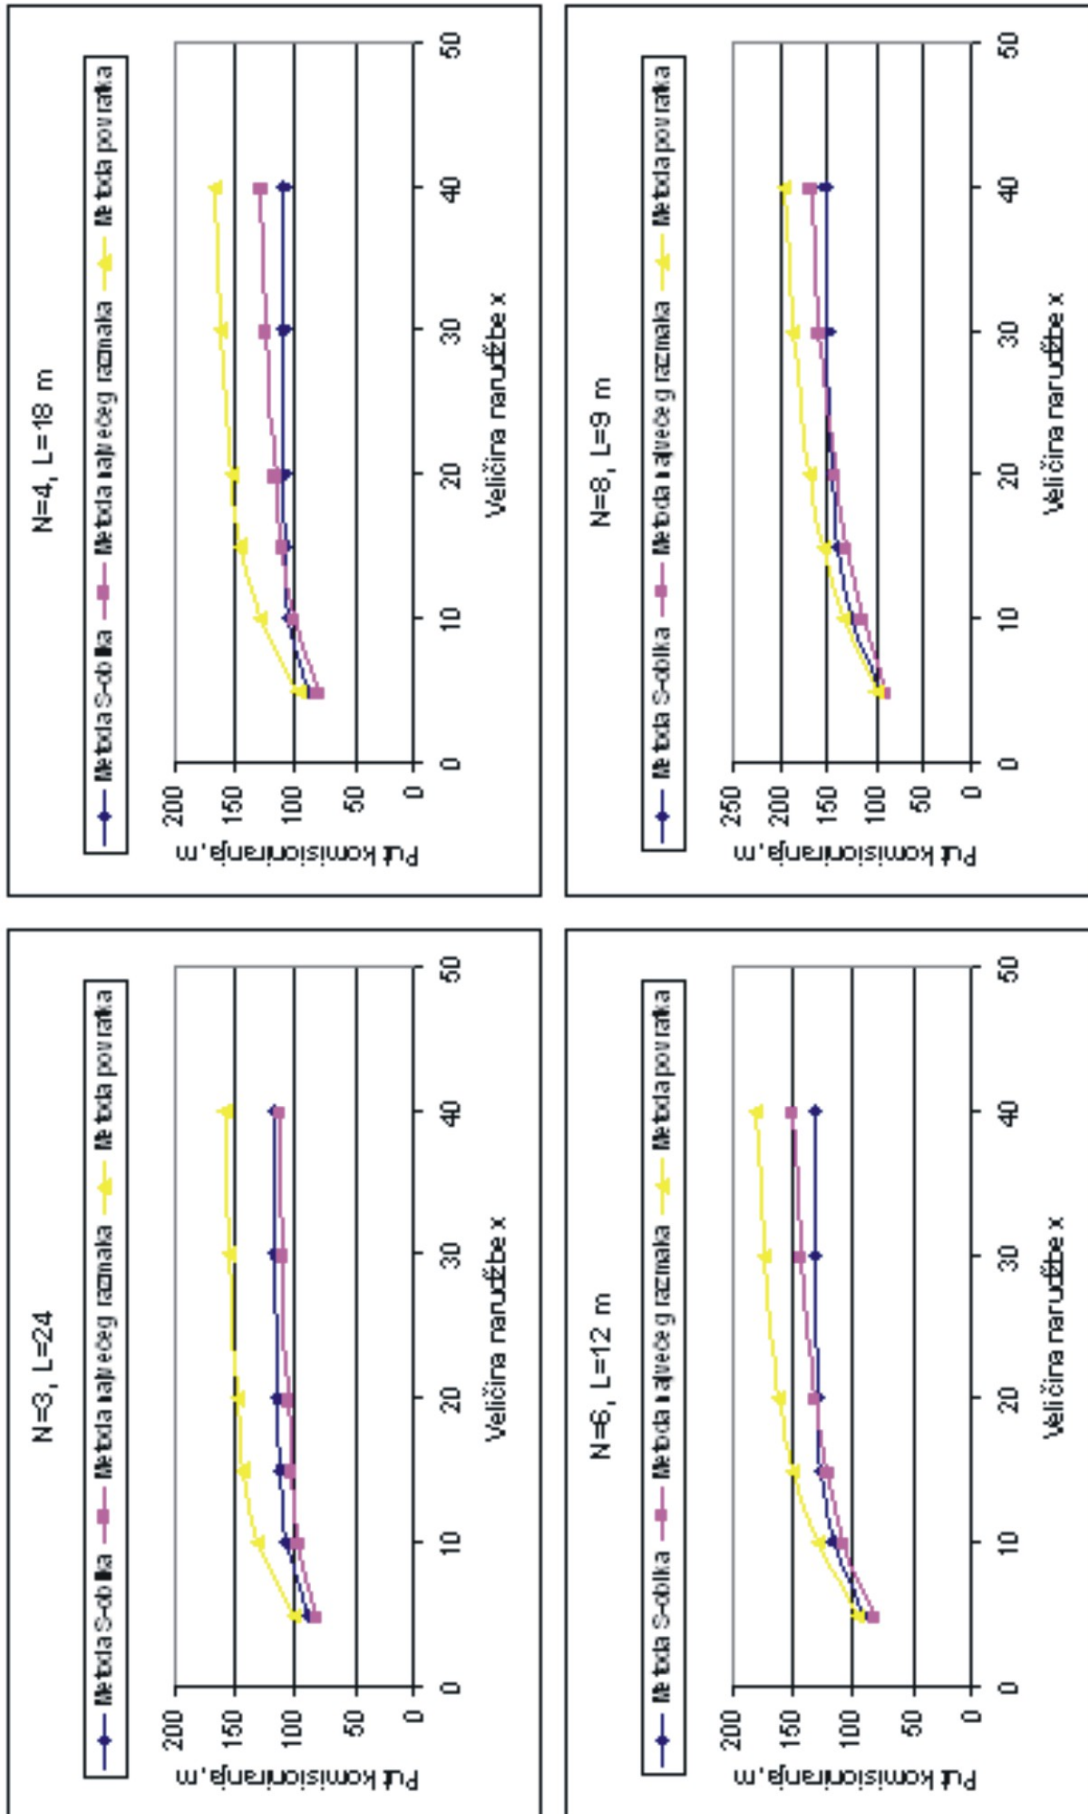 N=3, L=24
Metoda S-oblika Metoda najvećeg razmaka Metoda povratka
Put komisioniranja, m
200
150
100
50
0
0 10 20 30 40 50
Veličina narudžbe x
N=4, L=18 m
Metoda S-oblika Metoda najvećeg razmaka Metoda povratka
Put komisioniranja, m
200
150
100
50
0
0 10 20 30 40 50
Veličina narudžbe x
N=6, L=12 m
Metoda S-oblika Metoda najvećeg razmaka Metoda povratka
Put komisioniranja, m
200
150
100
50
0
0 10 20 30 40 50
Veličina narudžbe x
N=8, L=9 m
Metoda S-oblika Metoda najvećeg razmaka Metoda povratka
Put komisioniranja, m
250
200
150
100
50
0
0 10 20 30 40 50
Veličina narudžbe x